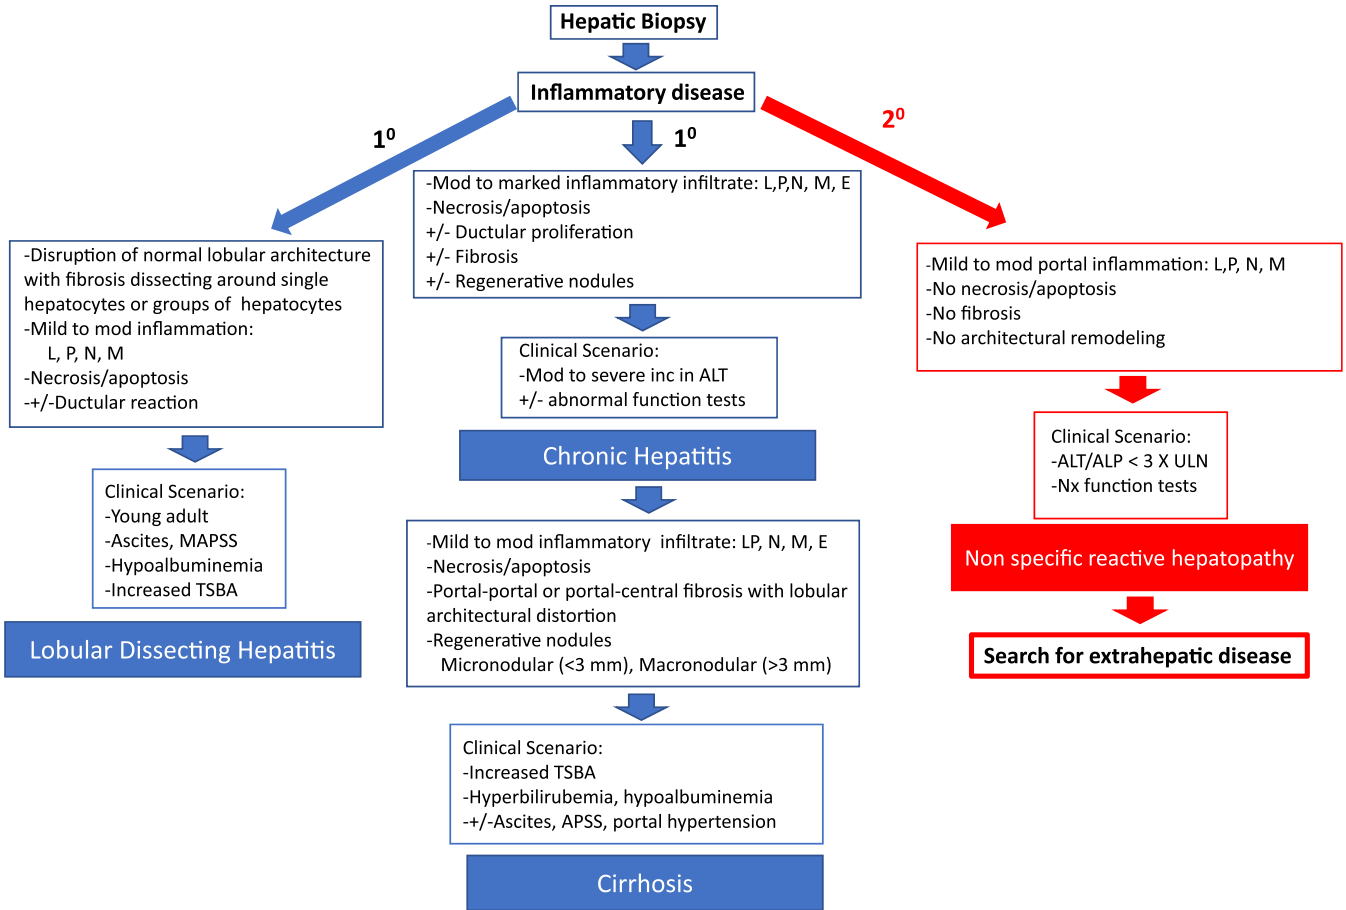 Hepatic Biopsy
Inflammatory disease
1⁰
1⁰
2⁰
-Disruption of normal lobular architecture
with fibrosis dissecting around single
hepatocytes or groups of  hepatocytes
-Mild to mod inflammation:
L, P, N, M
-Necrosis/apoptosis
-+/-Ductular reaction
Clinical Scenario:
-Young adult
-Ascites, MAPSS
-Hypoalbuminemia
-Increased TSBA
Lobular Dissecting Hepatitis
-Mod to marked inflammatory infiltrate: L,P,N, M, E
-Necrosis/apoptosis
+/- Ductular proliferation
+/- Fibrosis
+/- Regenerative nodules
Clinical Scenario:
-Mod to severe inc in ALT
+/- abnormal function tests
Chronic Hepatitis
-Mild to mod inflammatory  infiltrate: LP, N, M, E
-Necrosis/apoptosis
-Portal-portal or portal-central fibrosis with lobular
architectural distortion
-Regenerative nodules
Micronodular (<3 mm), Macronodular (>3 mm)
Clinical Scenario:
-Increased TSBA
-Hyperbilirubemia, hypoalbuminemia
-+/-Ascites, APSS, portal hypertension
Cirrhosis
-Mild to mod portal inflammation: L,P, N, M
-No necrosis/apoptosis
-No fibrosis
-No architectural remodeling
Clinical Scenario:
-ALT/ALP < 3 X ULN
-Nx function tests
Non specific reactive hepatopathy
Search for extrahepatic disease